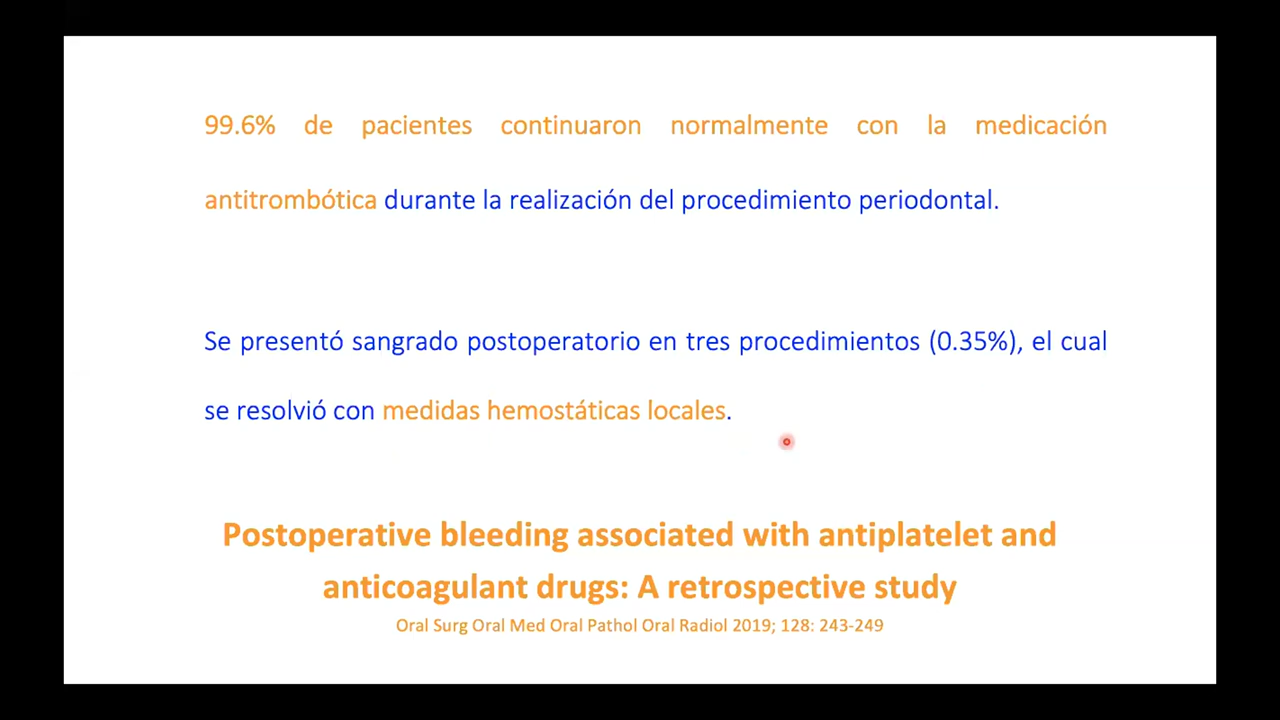 99.6% de pacientes continuaron normalmente con la medicación
antitrombótica durante la realización del procedimiento periodontal.
Se presentó sangrado postoperatorio en tres procedimientos (0.35%), el cual
se resolvió con medidas hemostáticas locales.
Postoperative bleeding associated with antiplatelet and
anticoagulant drugs: A retrospective study
Oral Surg Oral Med Oral Pathol Oral Radiol 2019; 128: 243-249